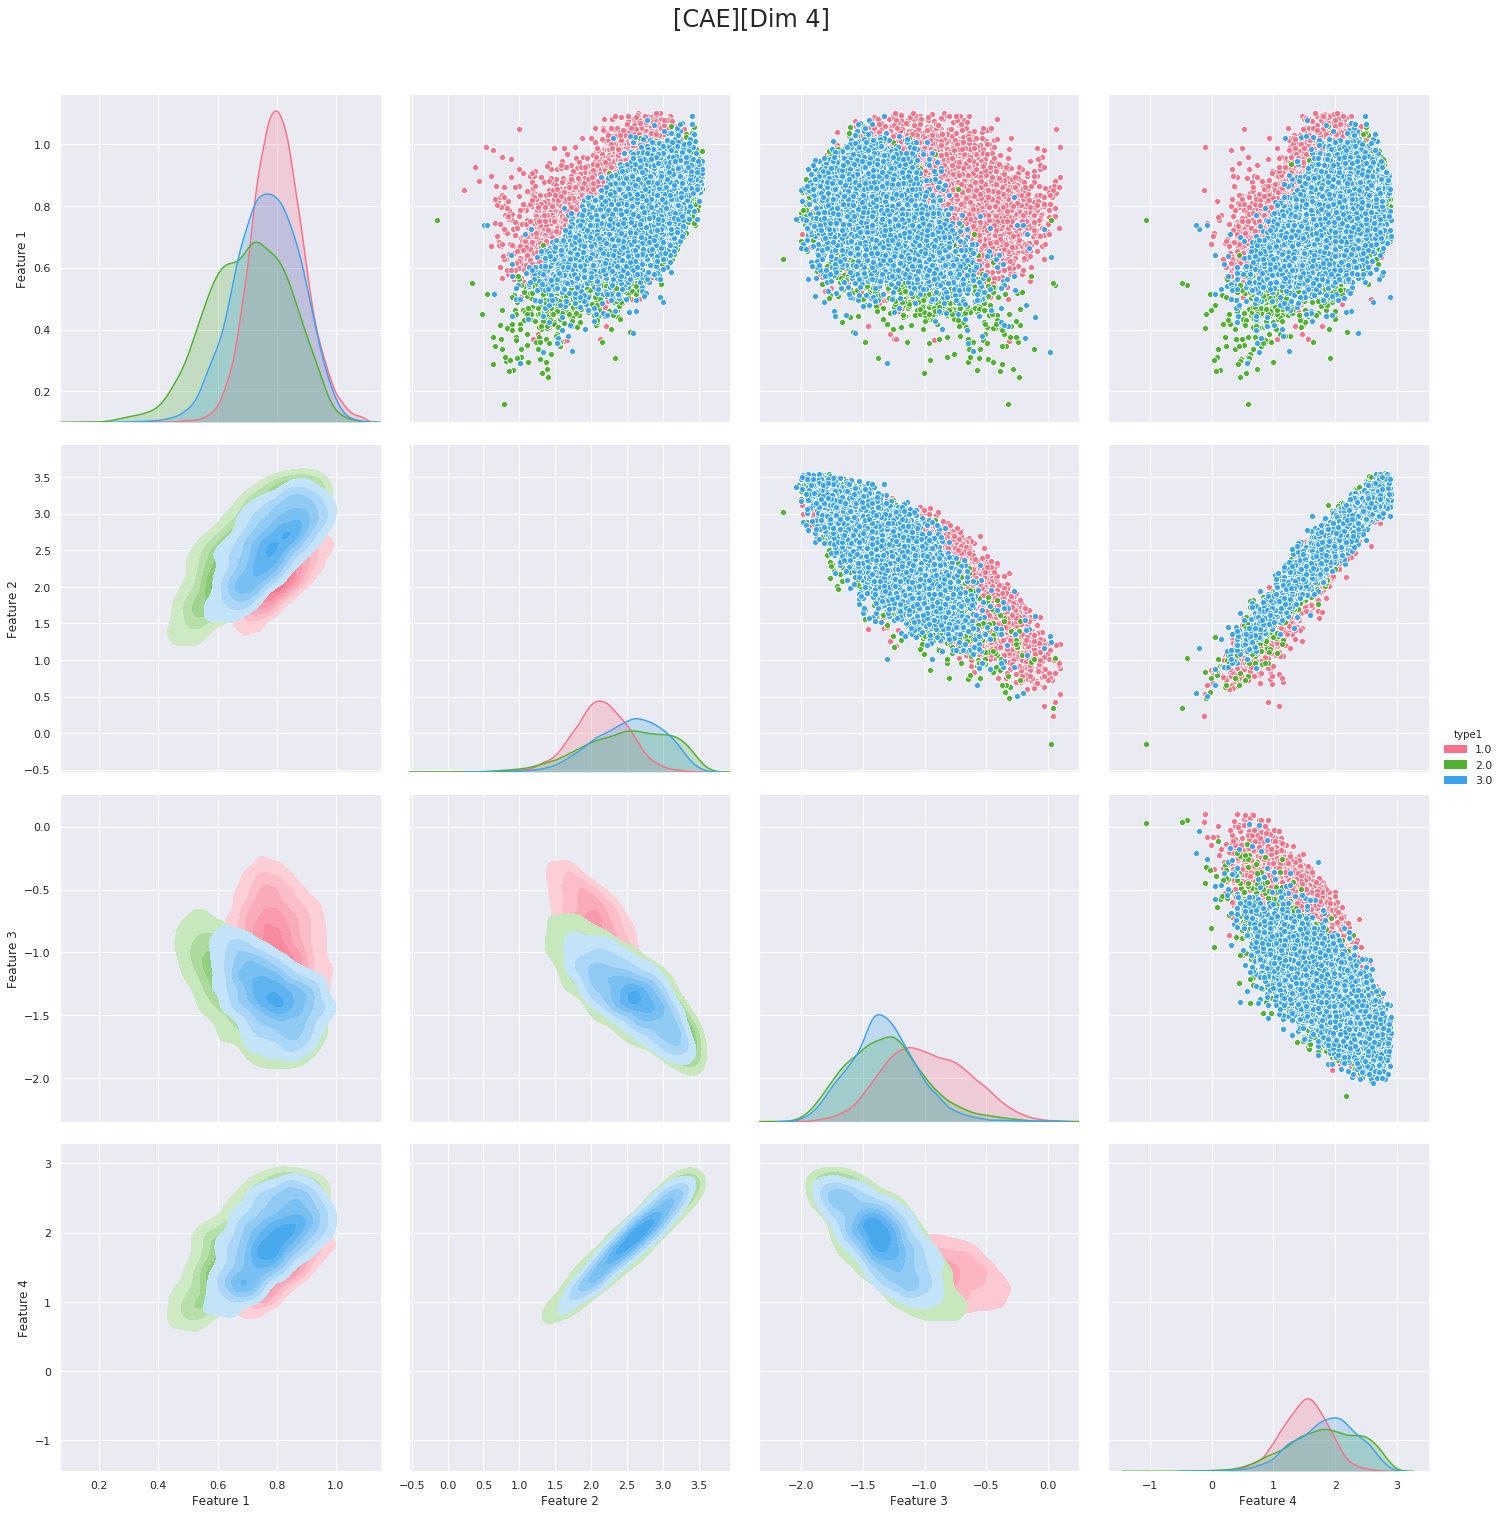 [CAE][Dim 4]
1.0
0.8
0.6
0.4
0.2
Feature 1
3.5
3.0
2.5
2.0
1.5
1.0
0.5
0.0
−0.5
Feature 2
type1
1.0
2.0
3.0
0.0
−0.5
−1.0
−1.5
−2.0
Feature 3
3
2
1
0
−1
Feature 4
0.2 0.4 0.6 0.8 1.0
−0.5 0.0 0.5 1.0 1.5 2.0 2.5 3.0 3.5
−2.0 −1.5 −1.0 −0.5 0.0
−1 0 1 2 3
Feature 1
Feature 2
Feature 3
Feature 4